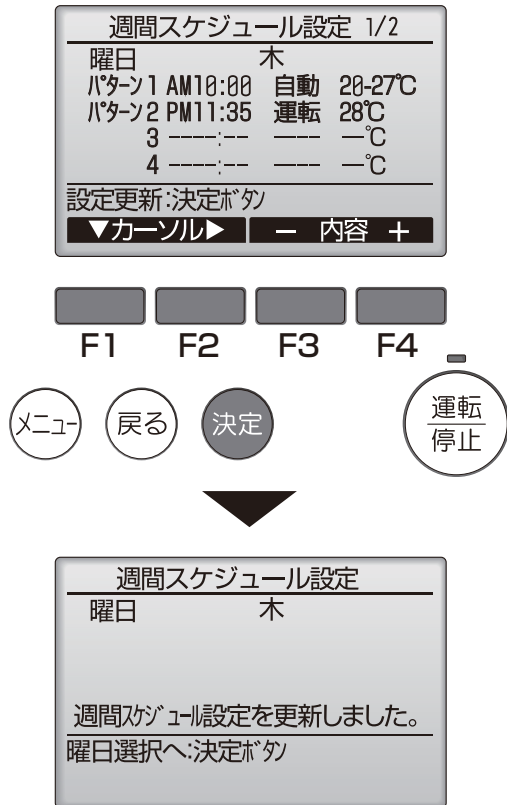 週間スケジュール設定 1/2
曜日 木
パターン1 AM10:00 自動 20-27℃
パターン2 PM11:35 運転 28℃
3 ----:-- ---- --℃
4 ----:-- ---- --℃
設定更新:決定ボタン
▼カーソル▶ － 内容 ＋
F1 F2 F3 F4
メニュー 戻る 決定 運転
停止
週間スケジュール設定
曜日 木
週間スケジュール設定を更新しました。
曜日選択へ:決定ボタン